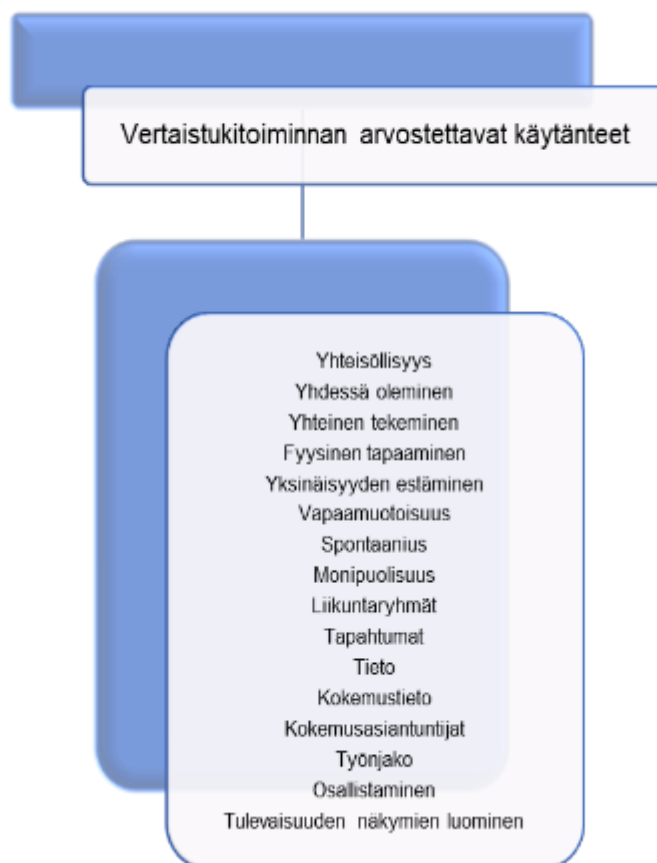 Vertaistukitoiminnan arvostettavat käytänteet
Yhteisöllisyys
Yhdessä oleminen
Yhteinen tekeminen
Fyysinen tapaaminen
Yksinäisyyden estäminen
Vapaamuotoisuus
Spontaanius
Monipuolisuus
Liikuntaryhmät
Tapahtumat
Tieto
Kokemustieto
Kokemusasiantuntijat
Työnjako
Osallistaminen
Tulevaisuuden näkymien luominen